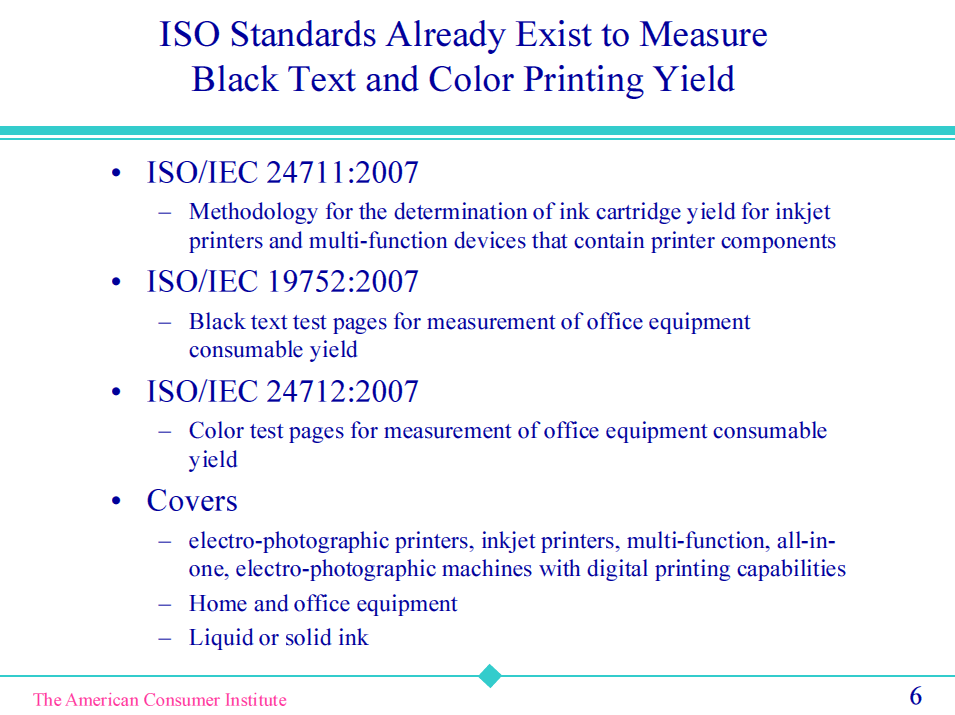 ISO Standards Already Exist to Measure
Black Text and Color Printing Yield
• ISO/IEC 24711:2007
– Methodology for the determination of ink cartridge yield for inkjet
printers and multi-function devices that contain printer components
• ISO/IEC 19752:2007
– Black text test pages for measurement of office equipment
consumable yield
• ISO/IEC 24712:2007
– Color test pages for measurement of office equipment consumable
yield
• Covers
– electro-photographic printers, inkjet printers, multi-function, all-in-
one, electro-photographic machines with digital printing capabilities
– Home and office equipment
– Liquid or solid ink
The American Consumer Institute
6